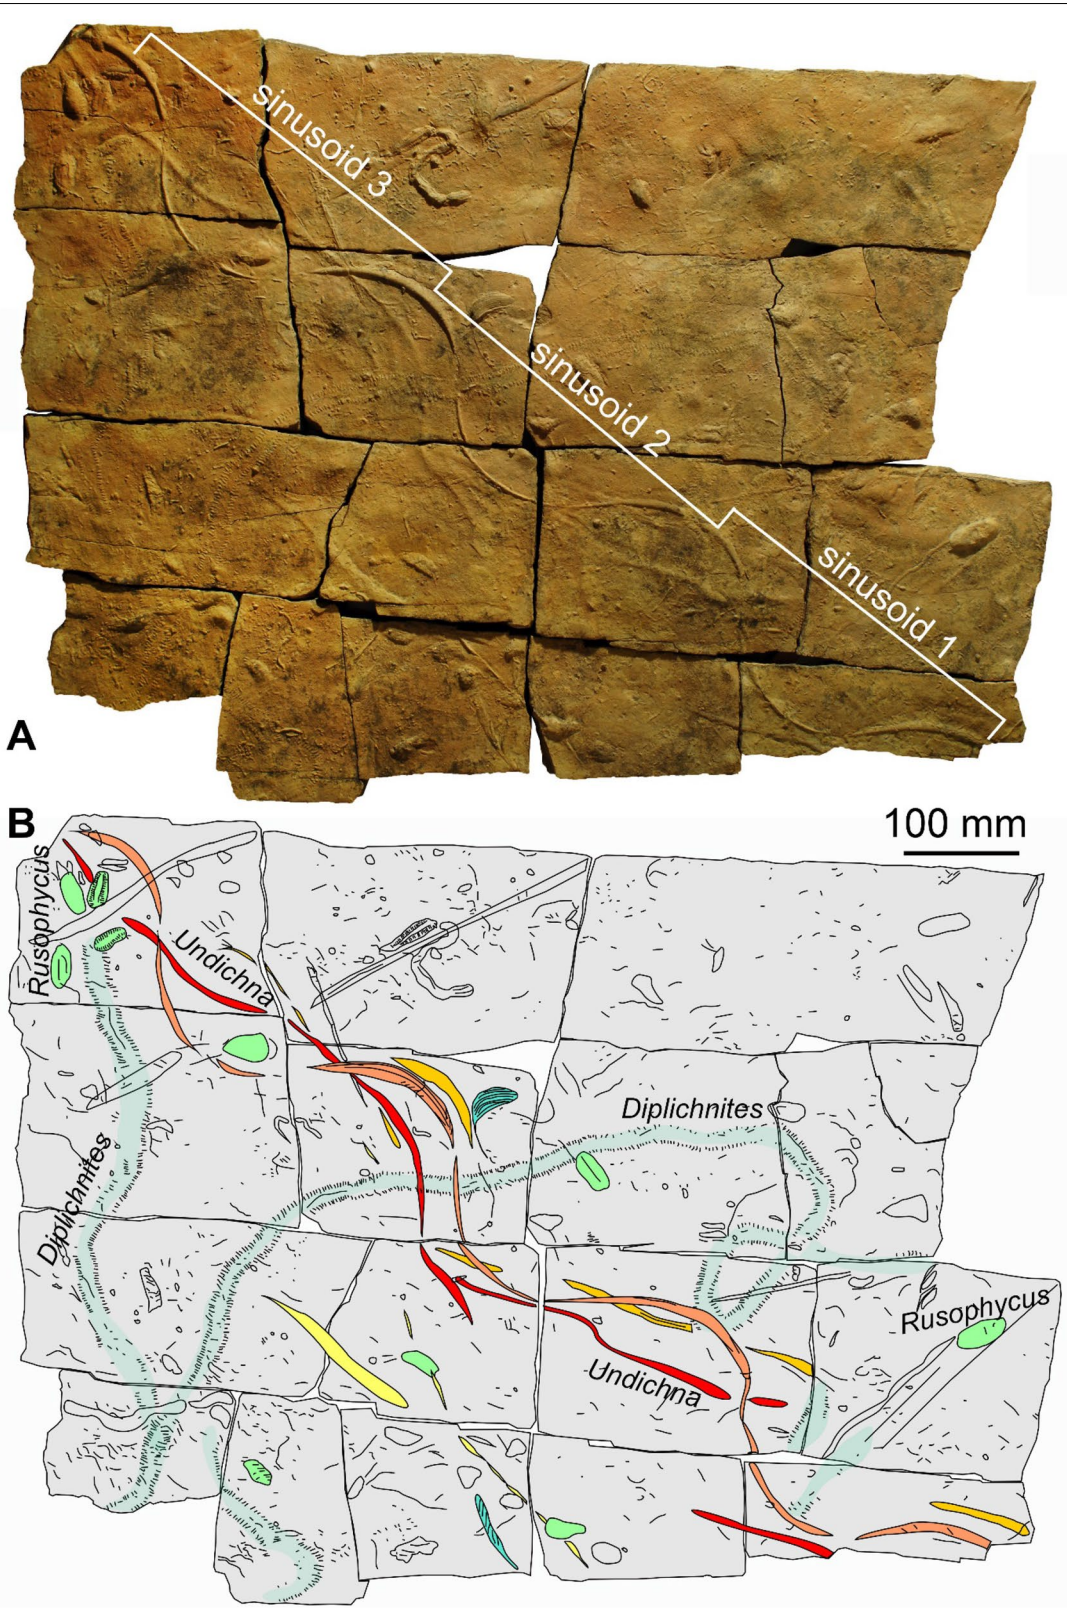 sinusoid 3
sinusoid 2
sinusoid 1
A
B
100 mm
Rusophycus
Undichna
Diplichnites
Diplichnites
Rusophycus
Undichna